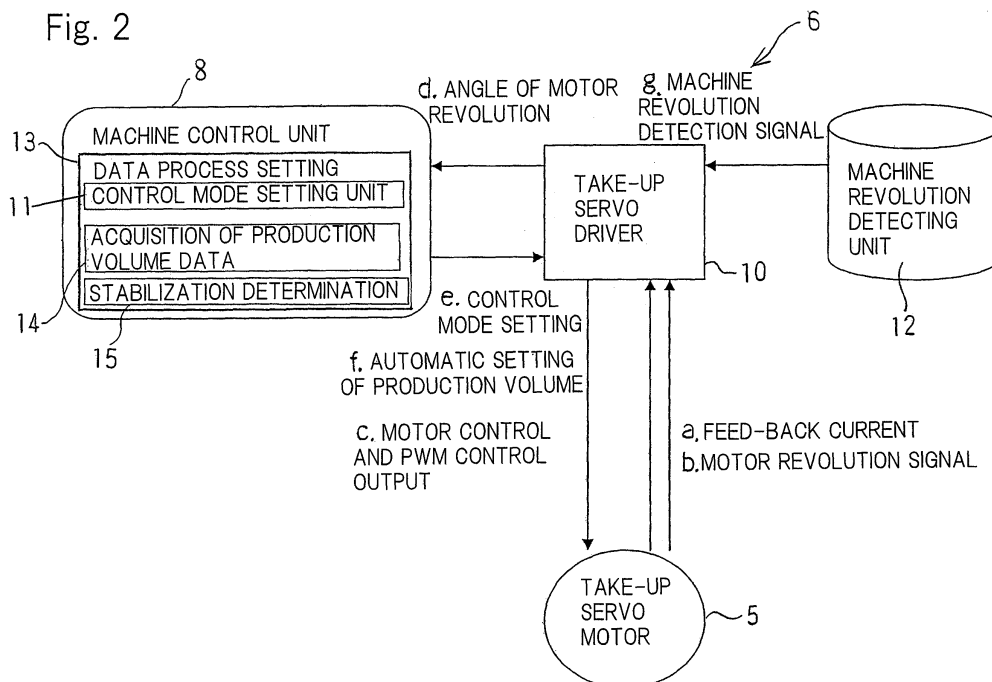 Fig. 2
6
8
d. ANGLE OF MOTOR
REVOLUTION
g. MACHINE
REVOLUTION
DETECTION SIGNAL
MACHINE CONTROL UNIT
13
DATA PROCESS SETTING
11
CONTROL MODE SETTING UNIT
ACQUISITION OF PRODUCTION
VOLUME DATA
14
STABILIZATION DETERMINATION
15
TAKE-UP
SERVO
DRIVER
10
MACHINE
REVOLUTION
DETECTING
UNIT
12
e. CONTROL
MODE SETTING
f. AUTOMATIC SETTING
OF PRODUCTION VOLUME
c. MOTOR CONTROL
AND PWM CONTROL
OUTPUT
a. FEED-BACK CURRENT
b. MOTOR REVOLUTION SIGNAL
TAKE-UP
SERVO
MOTOR
5